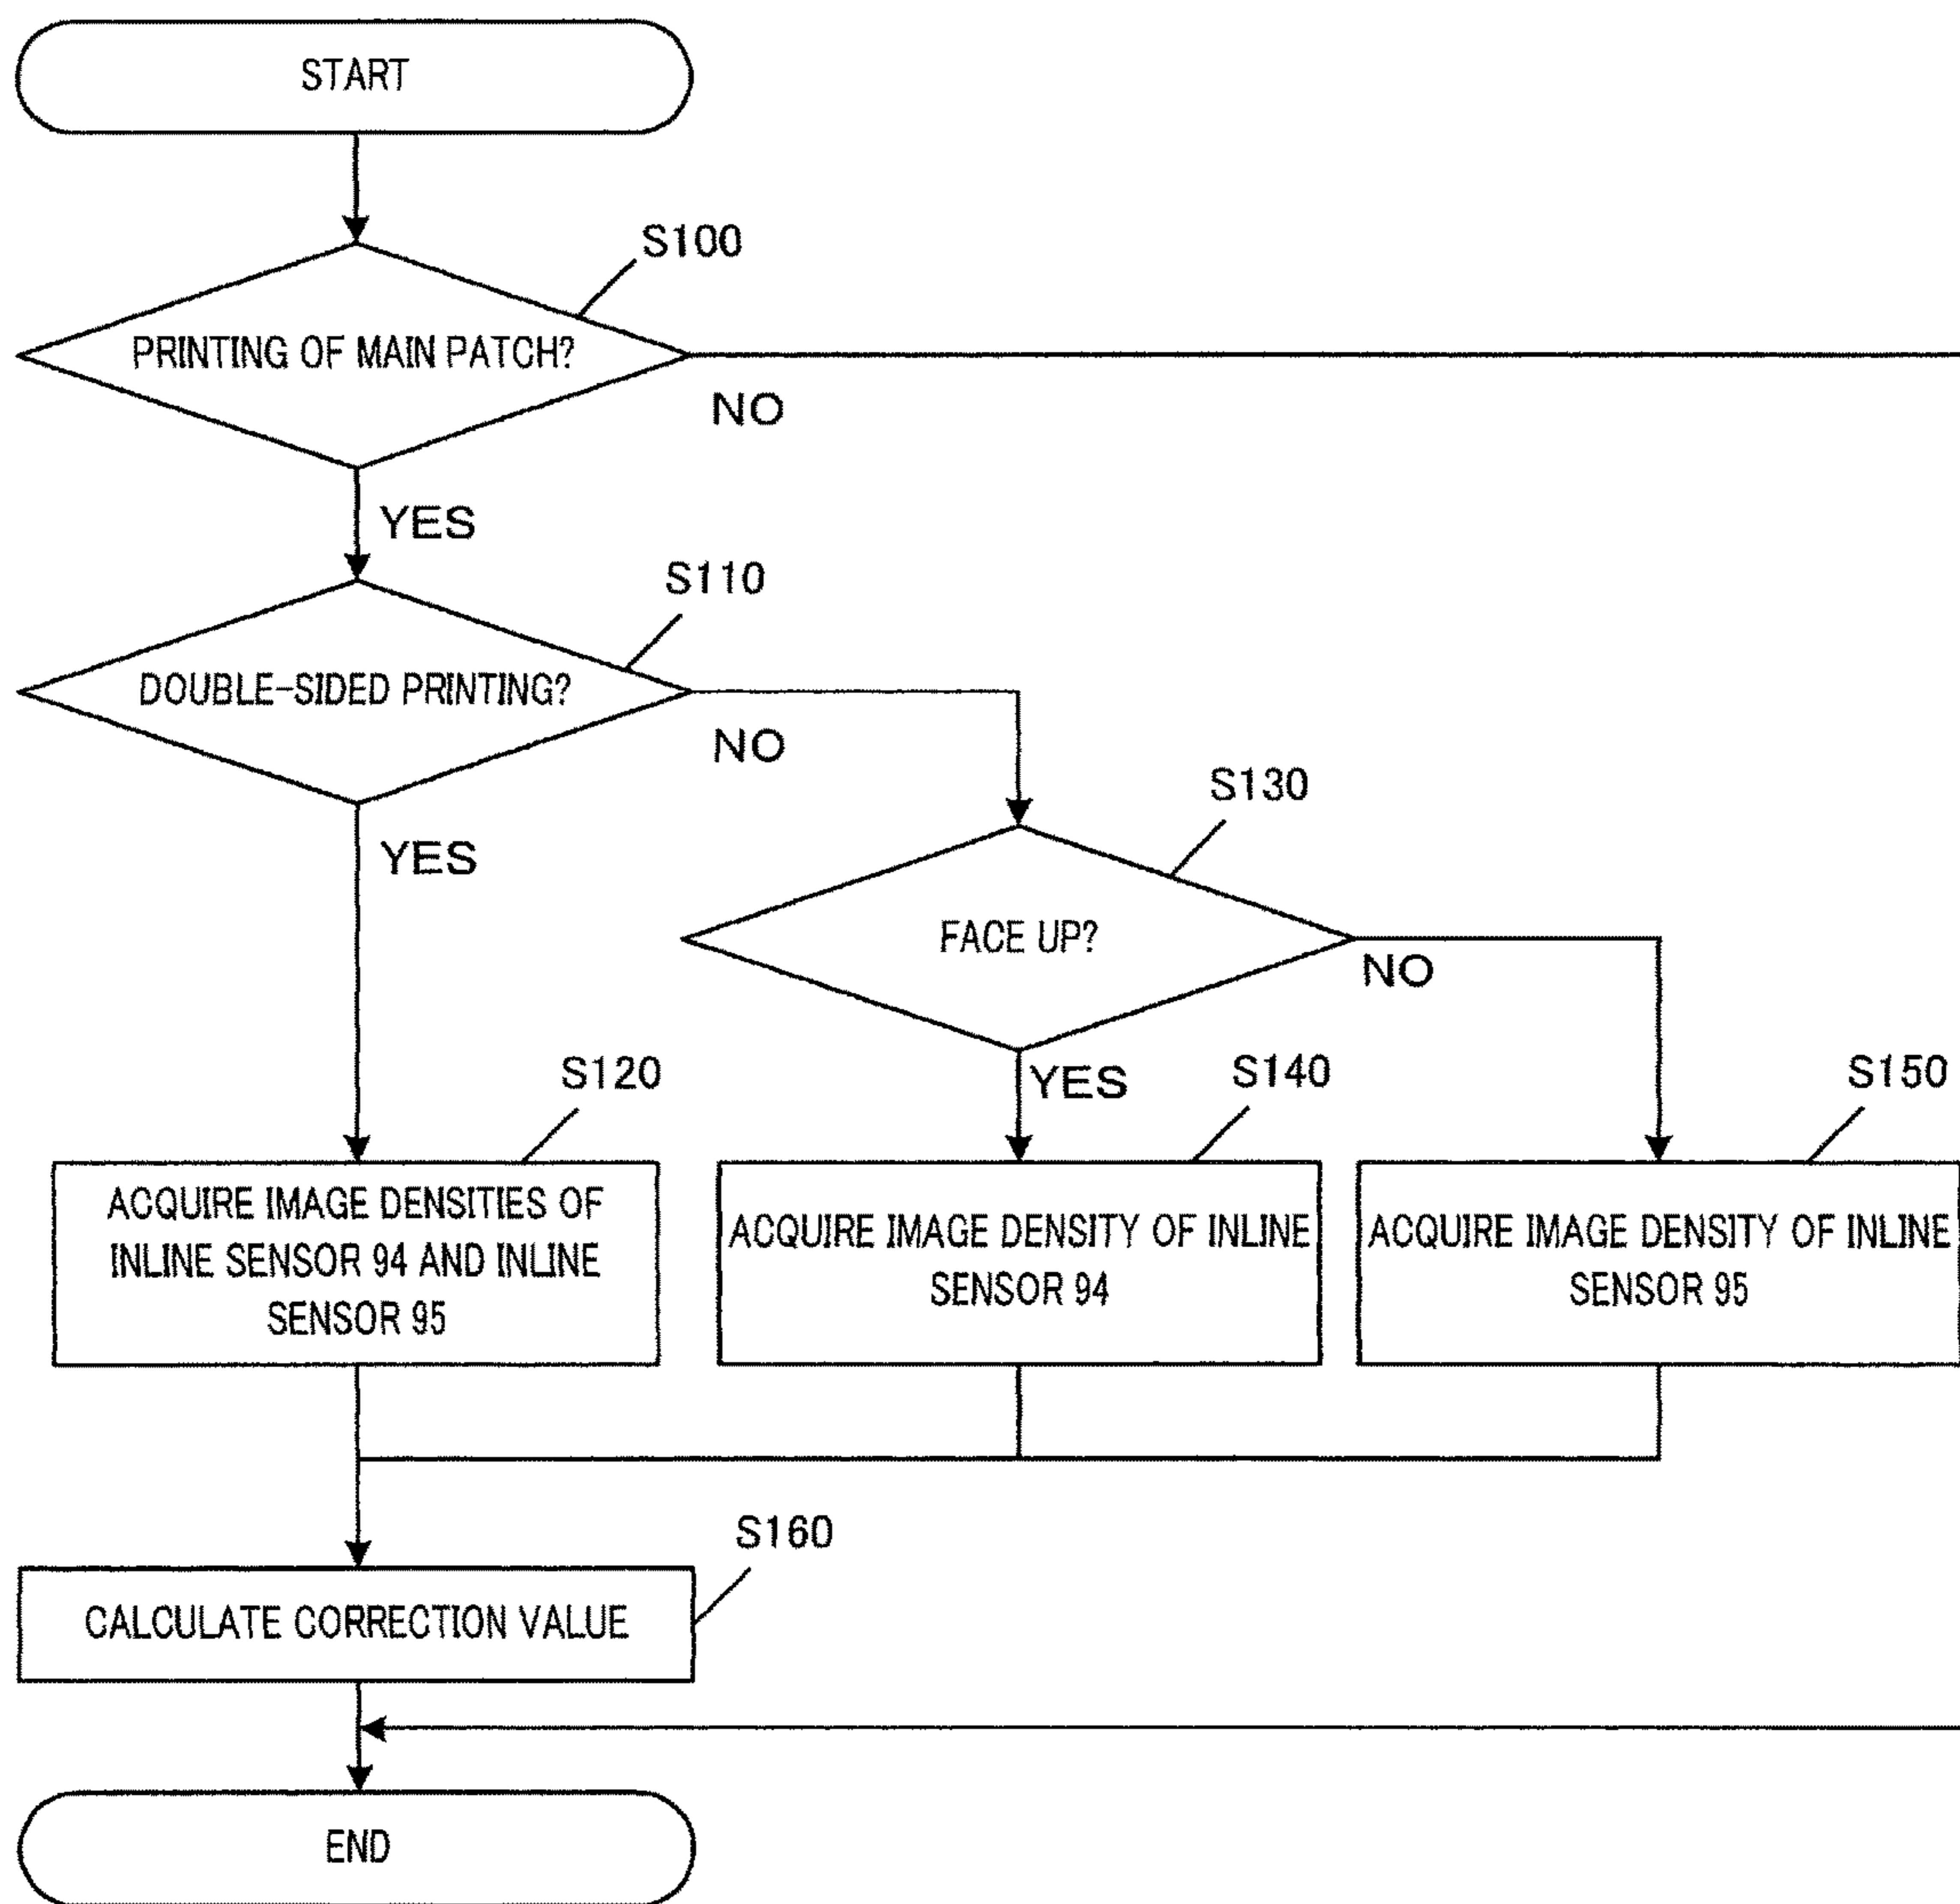 START
S100
PRINTING OF MAIN PATCH?
NO
YES
S110
DOUBLE-SIDED PRINTING?
NO
YES
S130
FACE UP?
NO
YES
S120
S140
S150
ACQUIRE IMAGE DENSITIES OF
INLINE SENSOR 94 AND INLINE
SENSOR 95
ACQUIRE IMAGE DENSITY OF INLINE
SENSOR 94
ACQUIRE IMAGE DENSITY OF INLINE
SENSOR 95
S160
CALCULATE CORRECTION VALUE
END